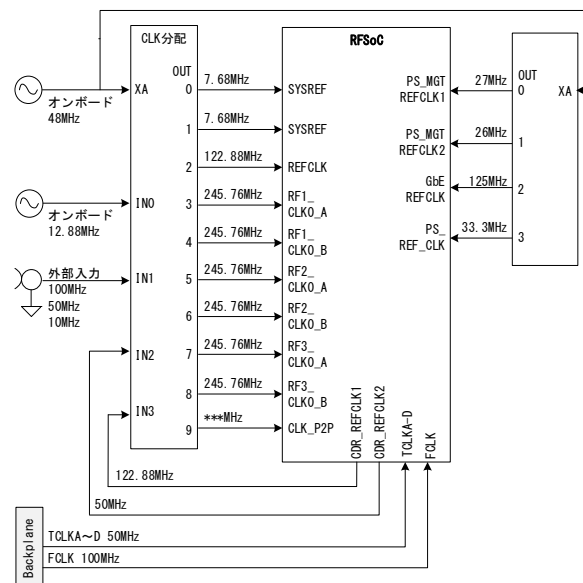 CLK分配
RFSoC
OUT
XA
0
7.68MHz
SYSREF
オンボード
48MHz
1
7.68MHz
SYSREF
2
122.88MHz
REFCLK
IN0
オンボード
12.88MHz
3
245.76MHz
RF1_
CLKO_A
4
245.76MHz
RF1_
CLKO_B
外部入力
100MHz
50MHz
10MHz
IN1
5
245.76MHz
RF2_
CLKO_A
6
245.76MHz
RF2_
CLKO_B
IN2
7
245.76MHz
RF3_
CLKO_A
8
245.76MHz
RF3_
CLKO_B
IN3
9
***MHz
CLK_P2P
PS_MGT
REFCLK1
27MHz
OUT
0
XA
PS_MGT
REFCLK2
26MHz
1
GbE
REFCLK
125MHz
2
PS_
REF_CLK
33.3MHz
3
CDR_REFCLK1
CDR_REFCLK2
TCLKA-D
FCLK
122.88MHz
50MHz
Backplane
TCLKA～D 50MHz
FCLK 100MHz